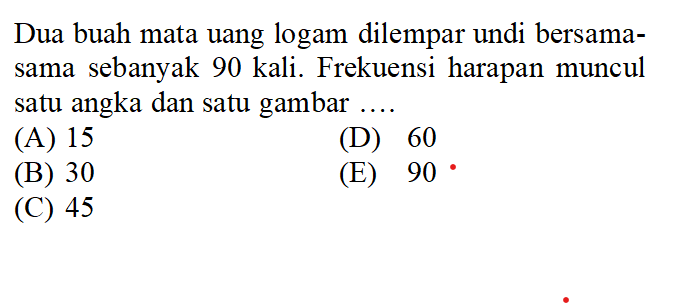 Dua buah mata uang logam dilempar undi bersama-
sama sebanyak 90 kali. Frekuensi harapan muncul
satu angka dan satu gambar ....
(A) 15 (D) 60
(B) 30 (E) 90
(C) 45